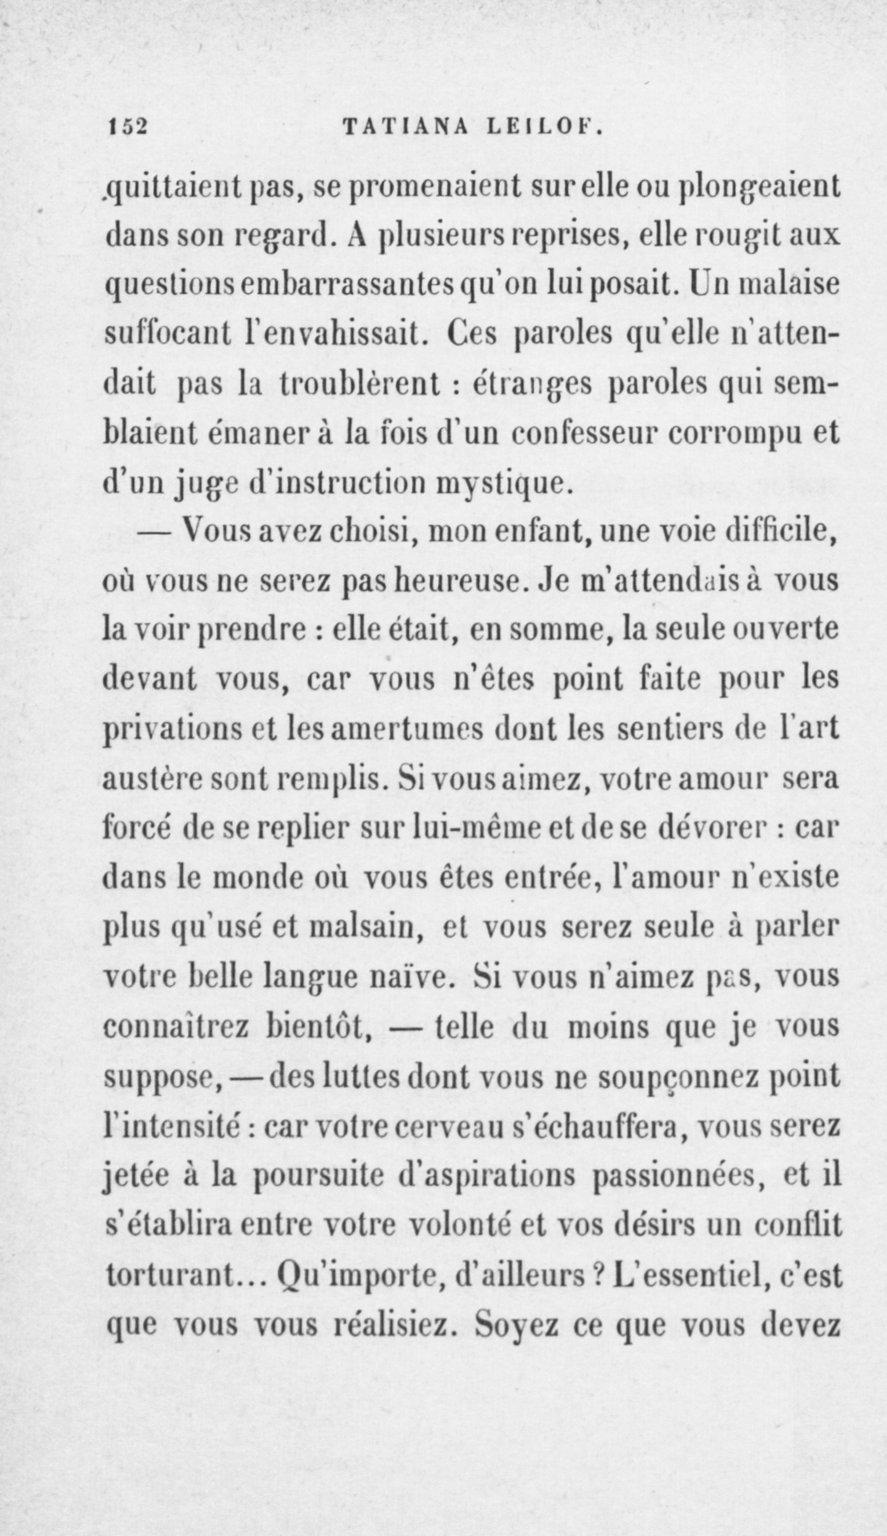 152 TATIANA LEILOF.
quittaient pas, se promenaient sur elle ou plongeaient
dans son regard. A plusieurs reprises, elle rougit aux
questions embarrassantes qu'on lui posait. Un malaise
suffocant l'envahissait. Ces paroles qu'elle n'atten-
dait pas la troublèrent : étranges paroles qui sem-
blaient émaner à la fois d'un confesseur corrompu et
d'un juge d'instruction mystique.
— Vous avez choisi, mon enfant, une voie difficile,
où vous ne serez pas heureuse. Je m'attendais à vous
la voir prendre : elle était, en somme, la seule ouverte
devant vous, car vous n'êtes point faite pour les
privations et les amertumes dont les sentiers de l'art
austère sont remplis. Si vous aimez, votre amour sera
forcé de se replier sur lui-même et de se dévorer : car
dans le monde où vous êtes entrée, l'amour n'existe
plus qu'usé et malsain, et vous serez seule à parler
votre belle langue naïve. Si vous n'aimez pas, vous
connaîtrez bientôt, — telle du moins que je vous
suppose, — des luttes dont vous ne soupçonnez point
l'intensité : car votre cerveau s'échauffera, vous serez
jetée à la poursuite d'aspirations passionnées, et il
s'établira entre votre volonté et vos désirs un conflit
torturant... Qu'importe, d'ailleurs ? L'essentiel, c'est
que vous vous réalisiez. Soyez ce que vous devez